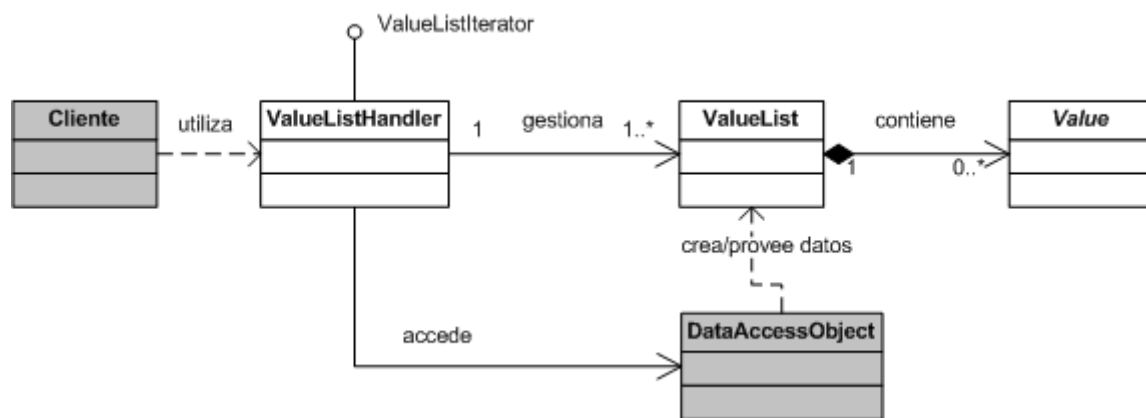 ValueListIterator
Cliente
utiliza
ValueListHandler
1
gestiona
1..*
ValueList
contiene
1
0..*
Value
crea/provee datos
accede
DataAccessObject